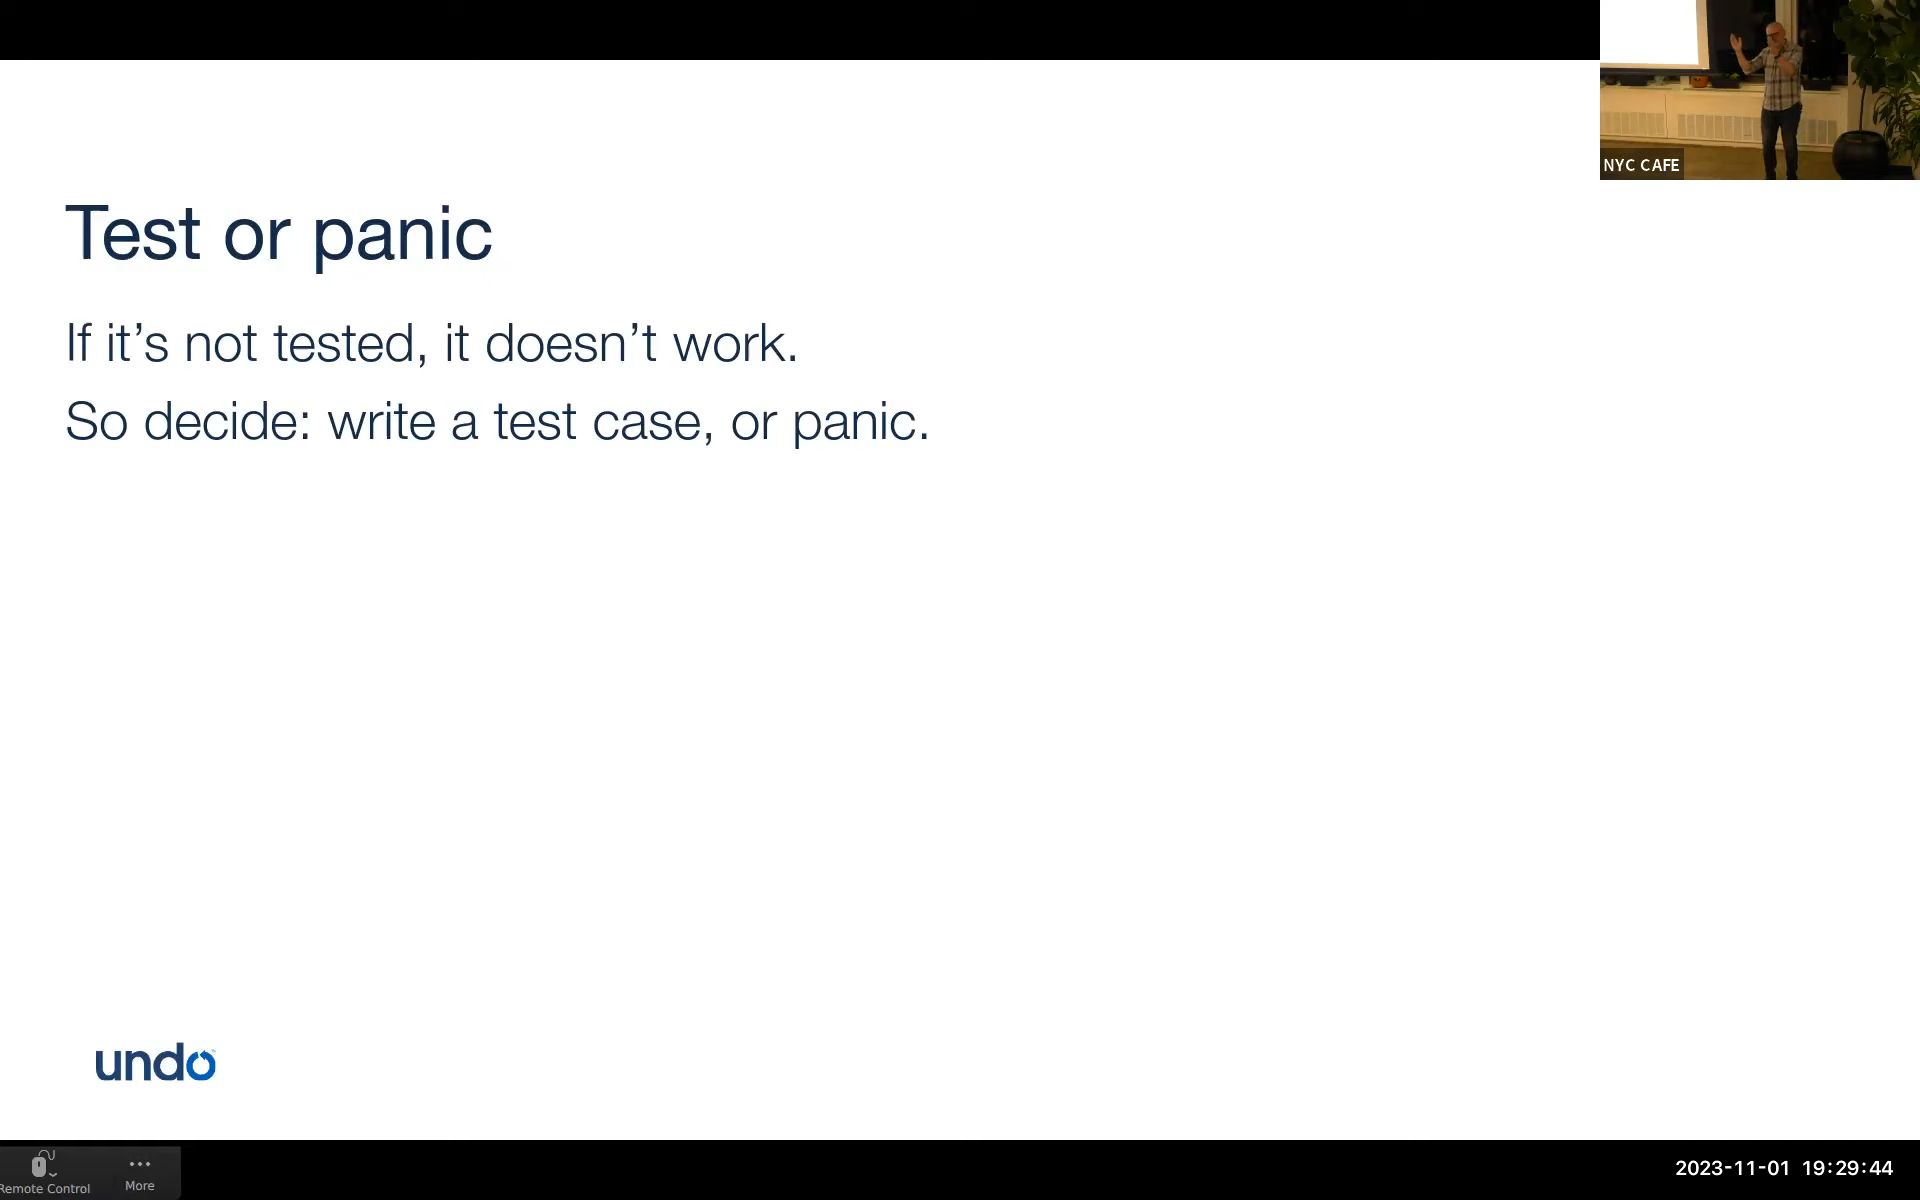 NYC CAFE
Test or panic
If it’s not tested, it doesn’t work.
So decide: write a test case, or panic.
undo
Remote Control
More
2023-11-01 19:29:44